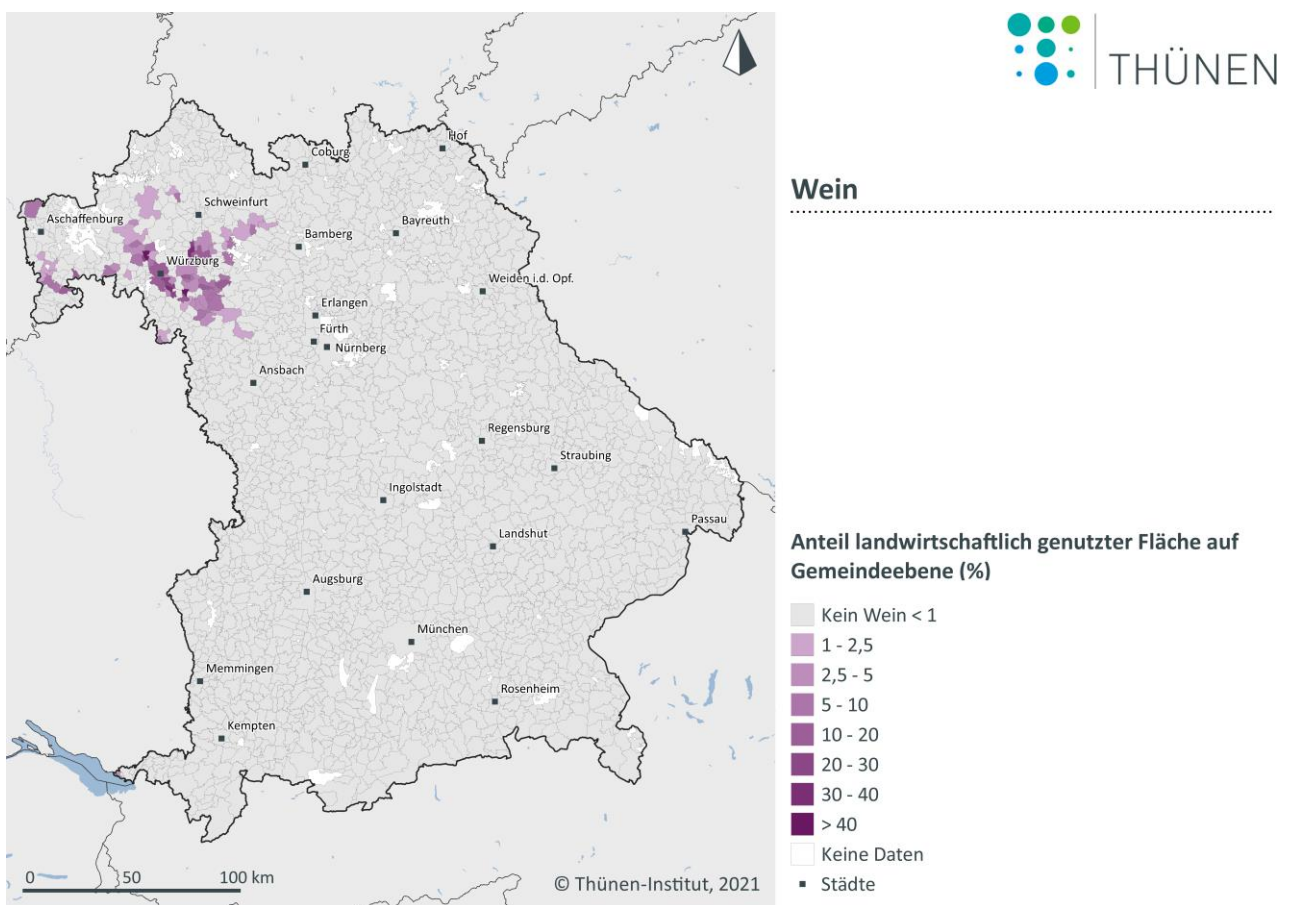 THÜNEN
Wein
Hof
Coburg
Schweinfurt
Aschaffenburg
Bayreuth
Bamberg
Würzburg
Weiden i.d. Opf.
Erlangen
Fürth
Nürnberg
Ansbach
Regensburg
Straubing
Ingolstadt
Passau
Landshut
Augsburg
München
Memmingen
Rosenheim
Kempten
0 50 100 km
© Thünen-Institut, 2021
Anteil landwirtschaftlich genutzter Fläche auf
Gemeindeebene (%)
Kein Wein < 1
1 - 2,5
2,5 - 5
5 - 10
10 - 20
20 - 30
30 - 40
> 40
Keine Daten
Städte